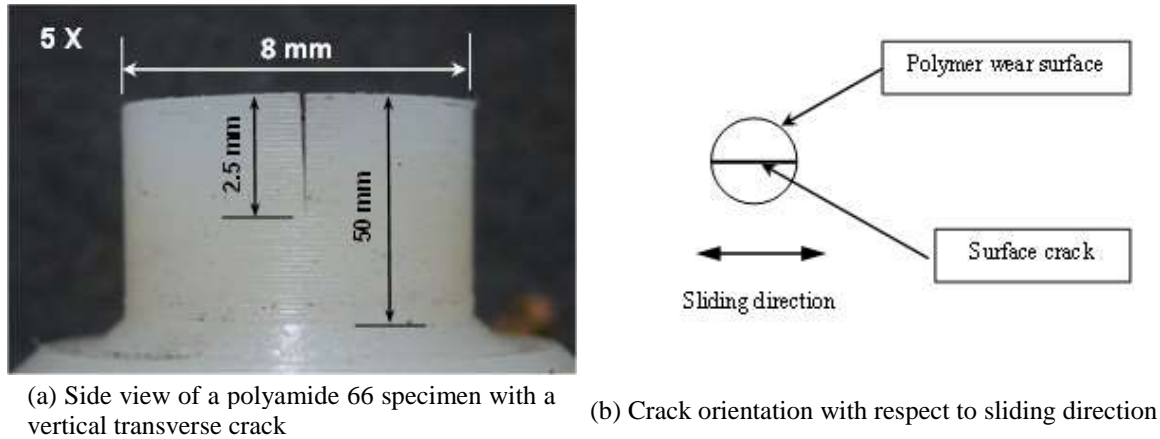 5 X
8 mm
2.5 mm
50 mm
(a) Side view of a polyamide 66 specimen with a
vertical transverse crack
Polymer wear surface
Surface crack
Sliding direction
(b) Crack orientation with respect to sliding direction